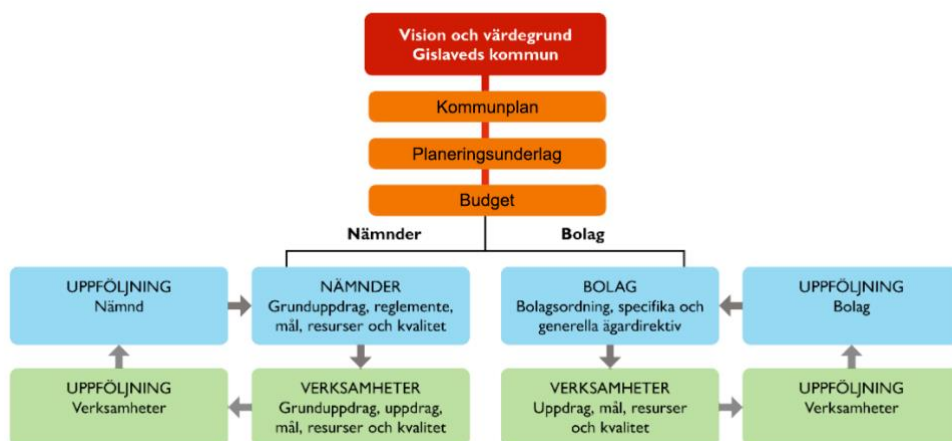 Vision och värdegrund
Gislaveds kommun
Kommunplan
Planeringsunderlag
Budget
Nämnder
Bolag
UPPFÖLJNING
Nämnd
NÄMNDER
Grunduppdrag, reglemente,
mål, resurser och kvalitet
BOLAG
Bolagsordning, specifika och
generella ägardirektiv
UPPFÖLJNING
Bolag
UPPFÖLJNING
Verksamheter
VERKSAMHETER
Grunduppdrag, uppdrag,
mål, resurser och kvalitet
VERKSAMHETER
Uppdrag, mål, resurser
och kvalitet
UPPFÖLJNING
Verksamheter